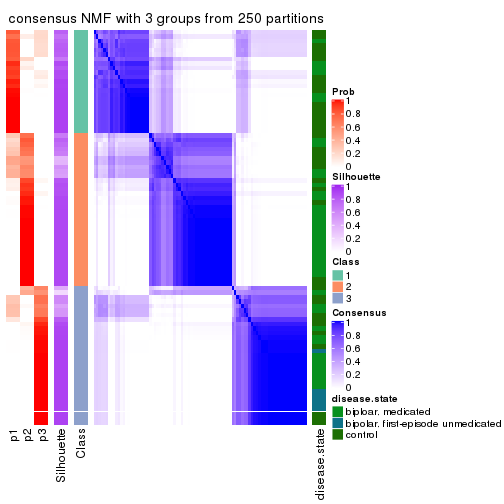 consensus NMF with 3 groups from 250 partitions
Prob
1
0.8
0.6
0.4
0.2
0
Silhouette
1
0.8
0.6
0.4
0.2
0
Class
1
2
3
Consensus
1
0.8
0.6
0.4
0.2
0
disease.state
bipolar. medicated
bipolar. first-episode unmedicated
control
p1
p2
p3
Silhouette
Class
disease.state